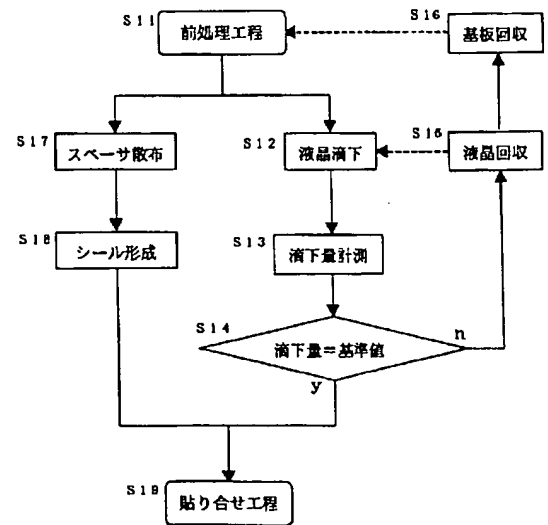 S11
前処理工程
S16
基板回収
S17
スペーサ散布
S12
液晶滴下
S15
液晶回収
S18
シール形成
S13
滴下量計測
S14
滴下量=基準値
n
y
S19
貼り合せ工程